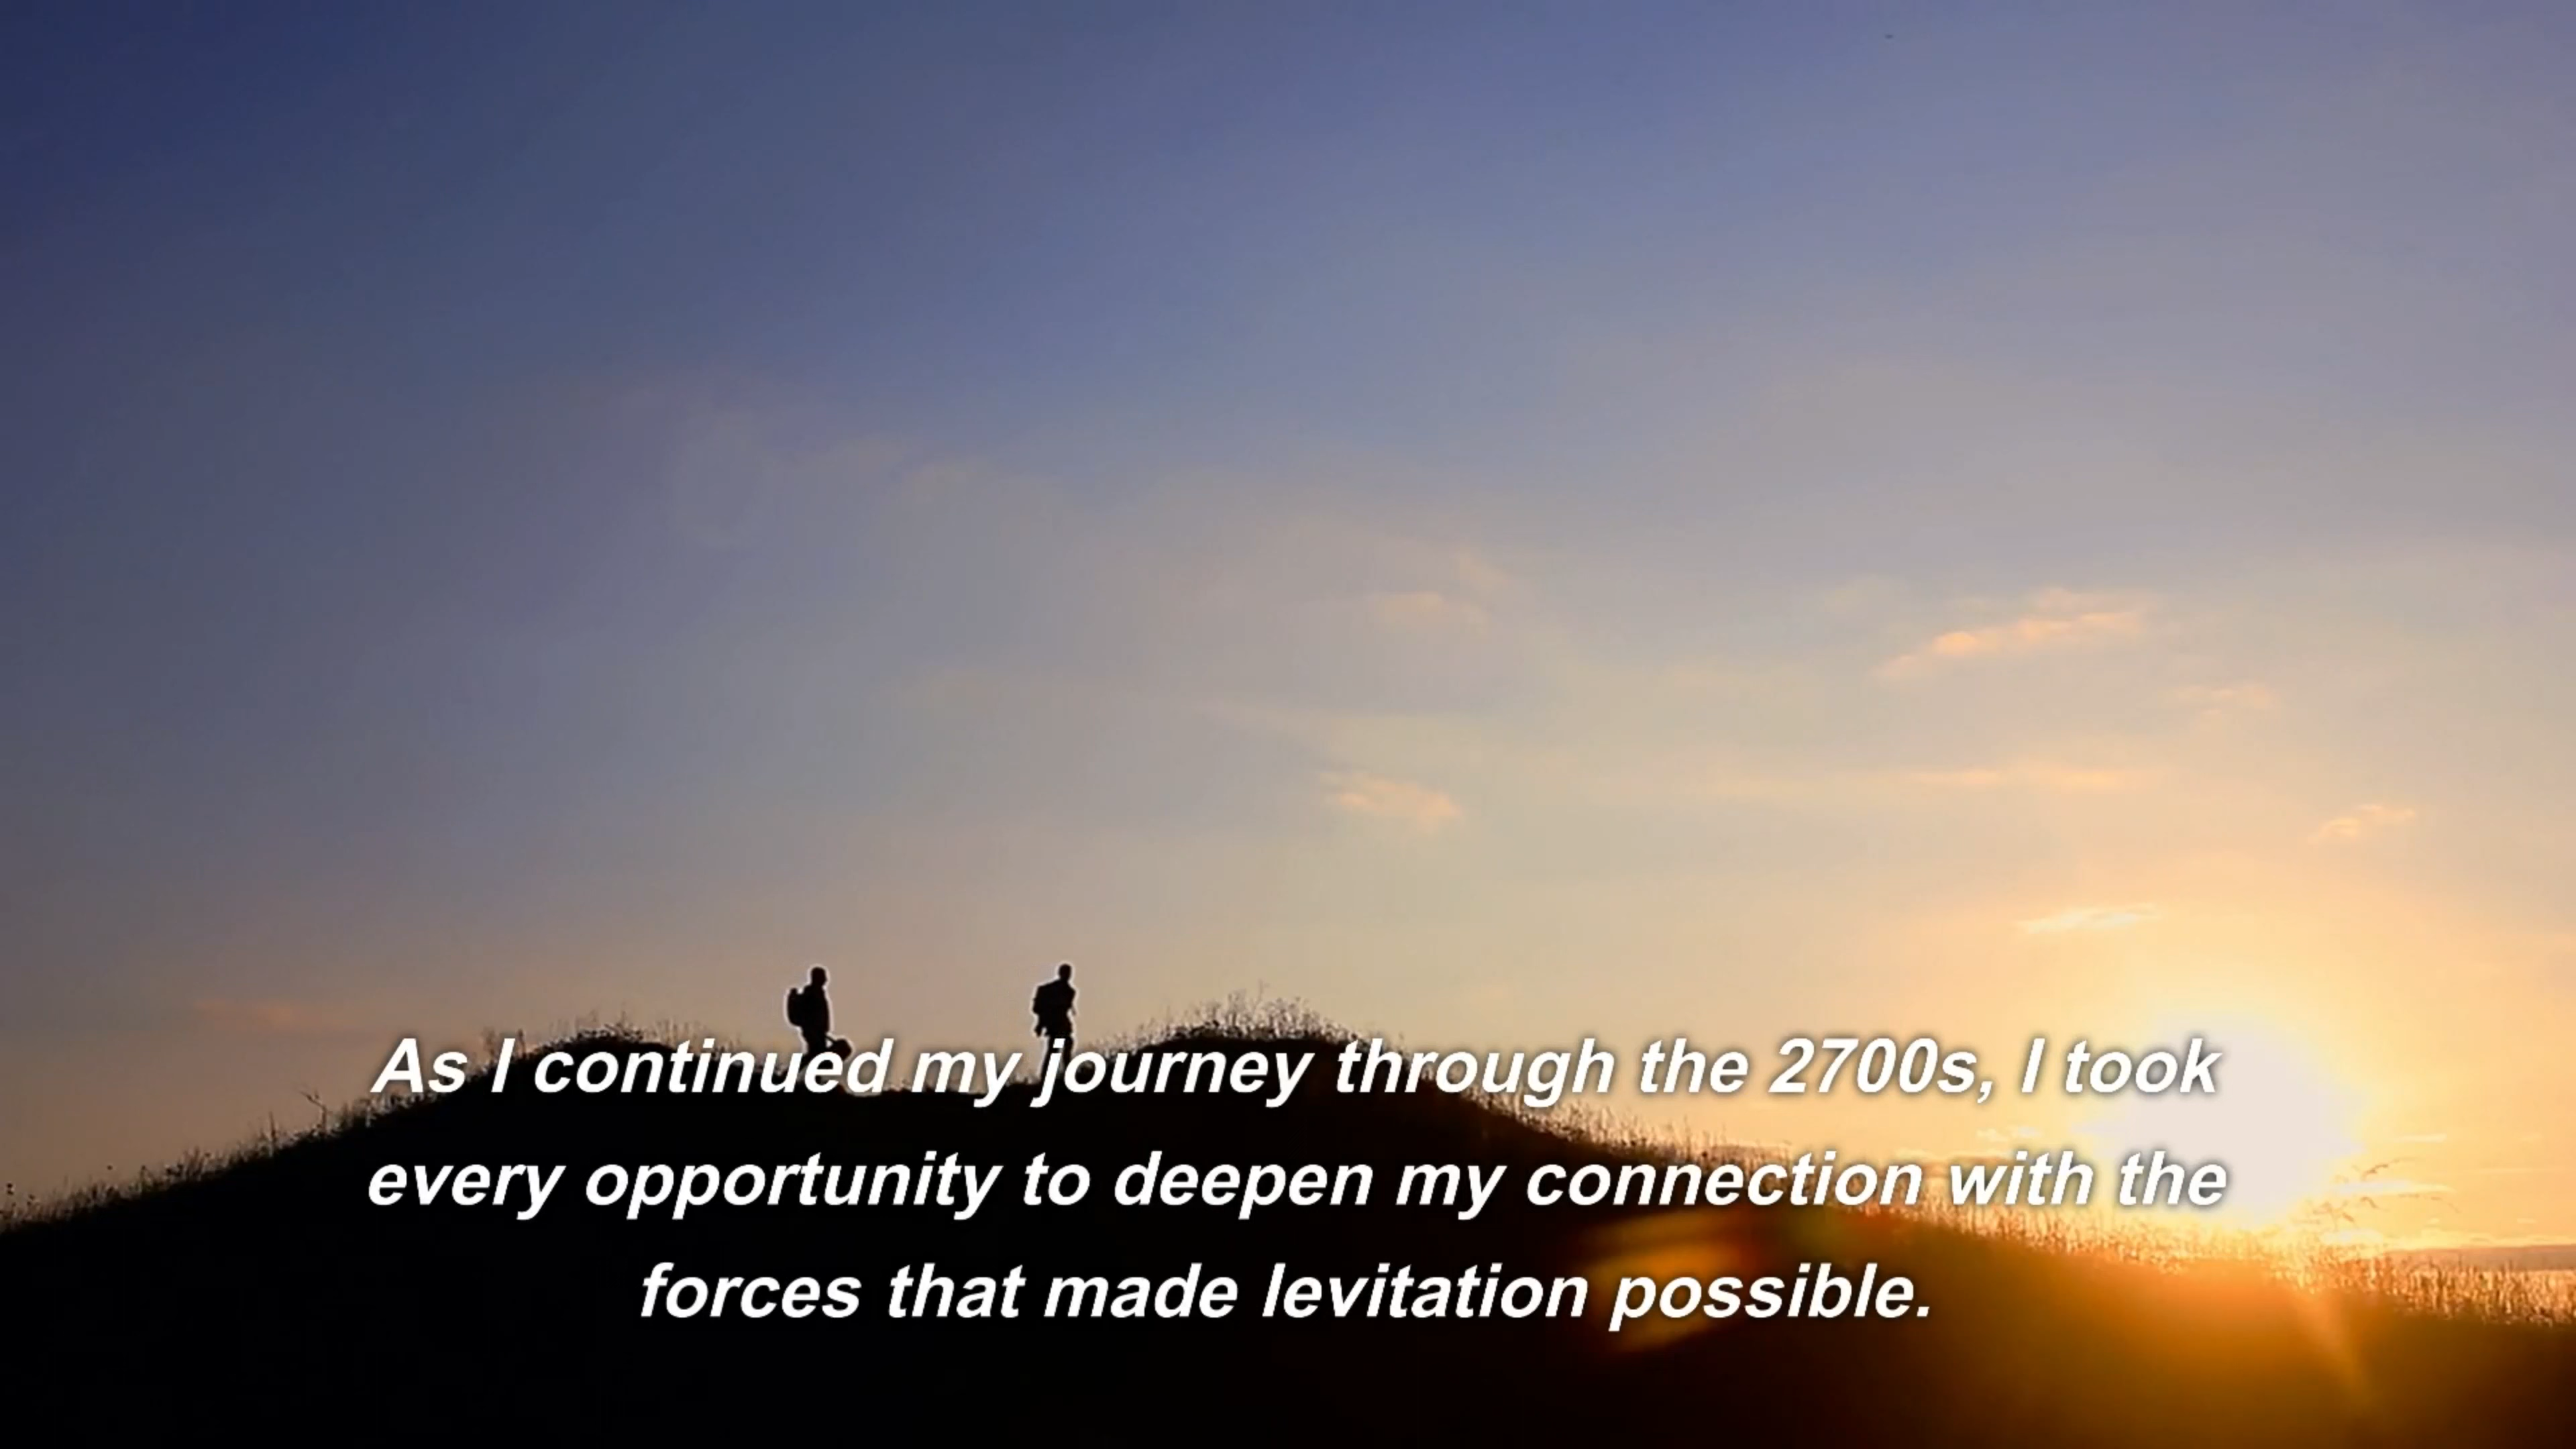 As I continued my journey through the 2700s, I took
every opportunity to deepen my connection with the
forces that made levitation possible.